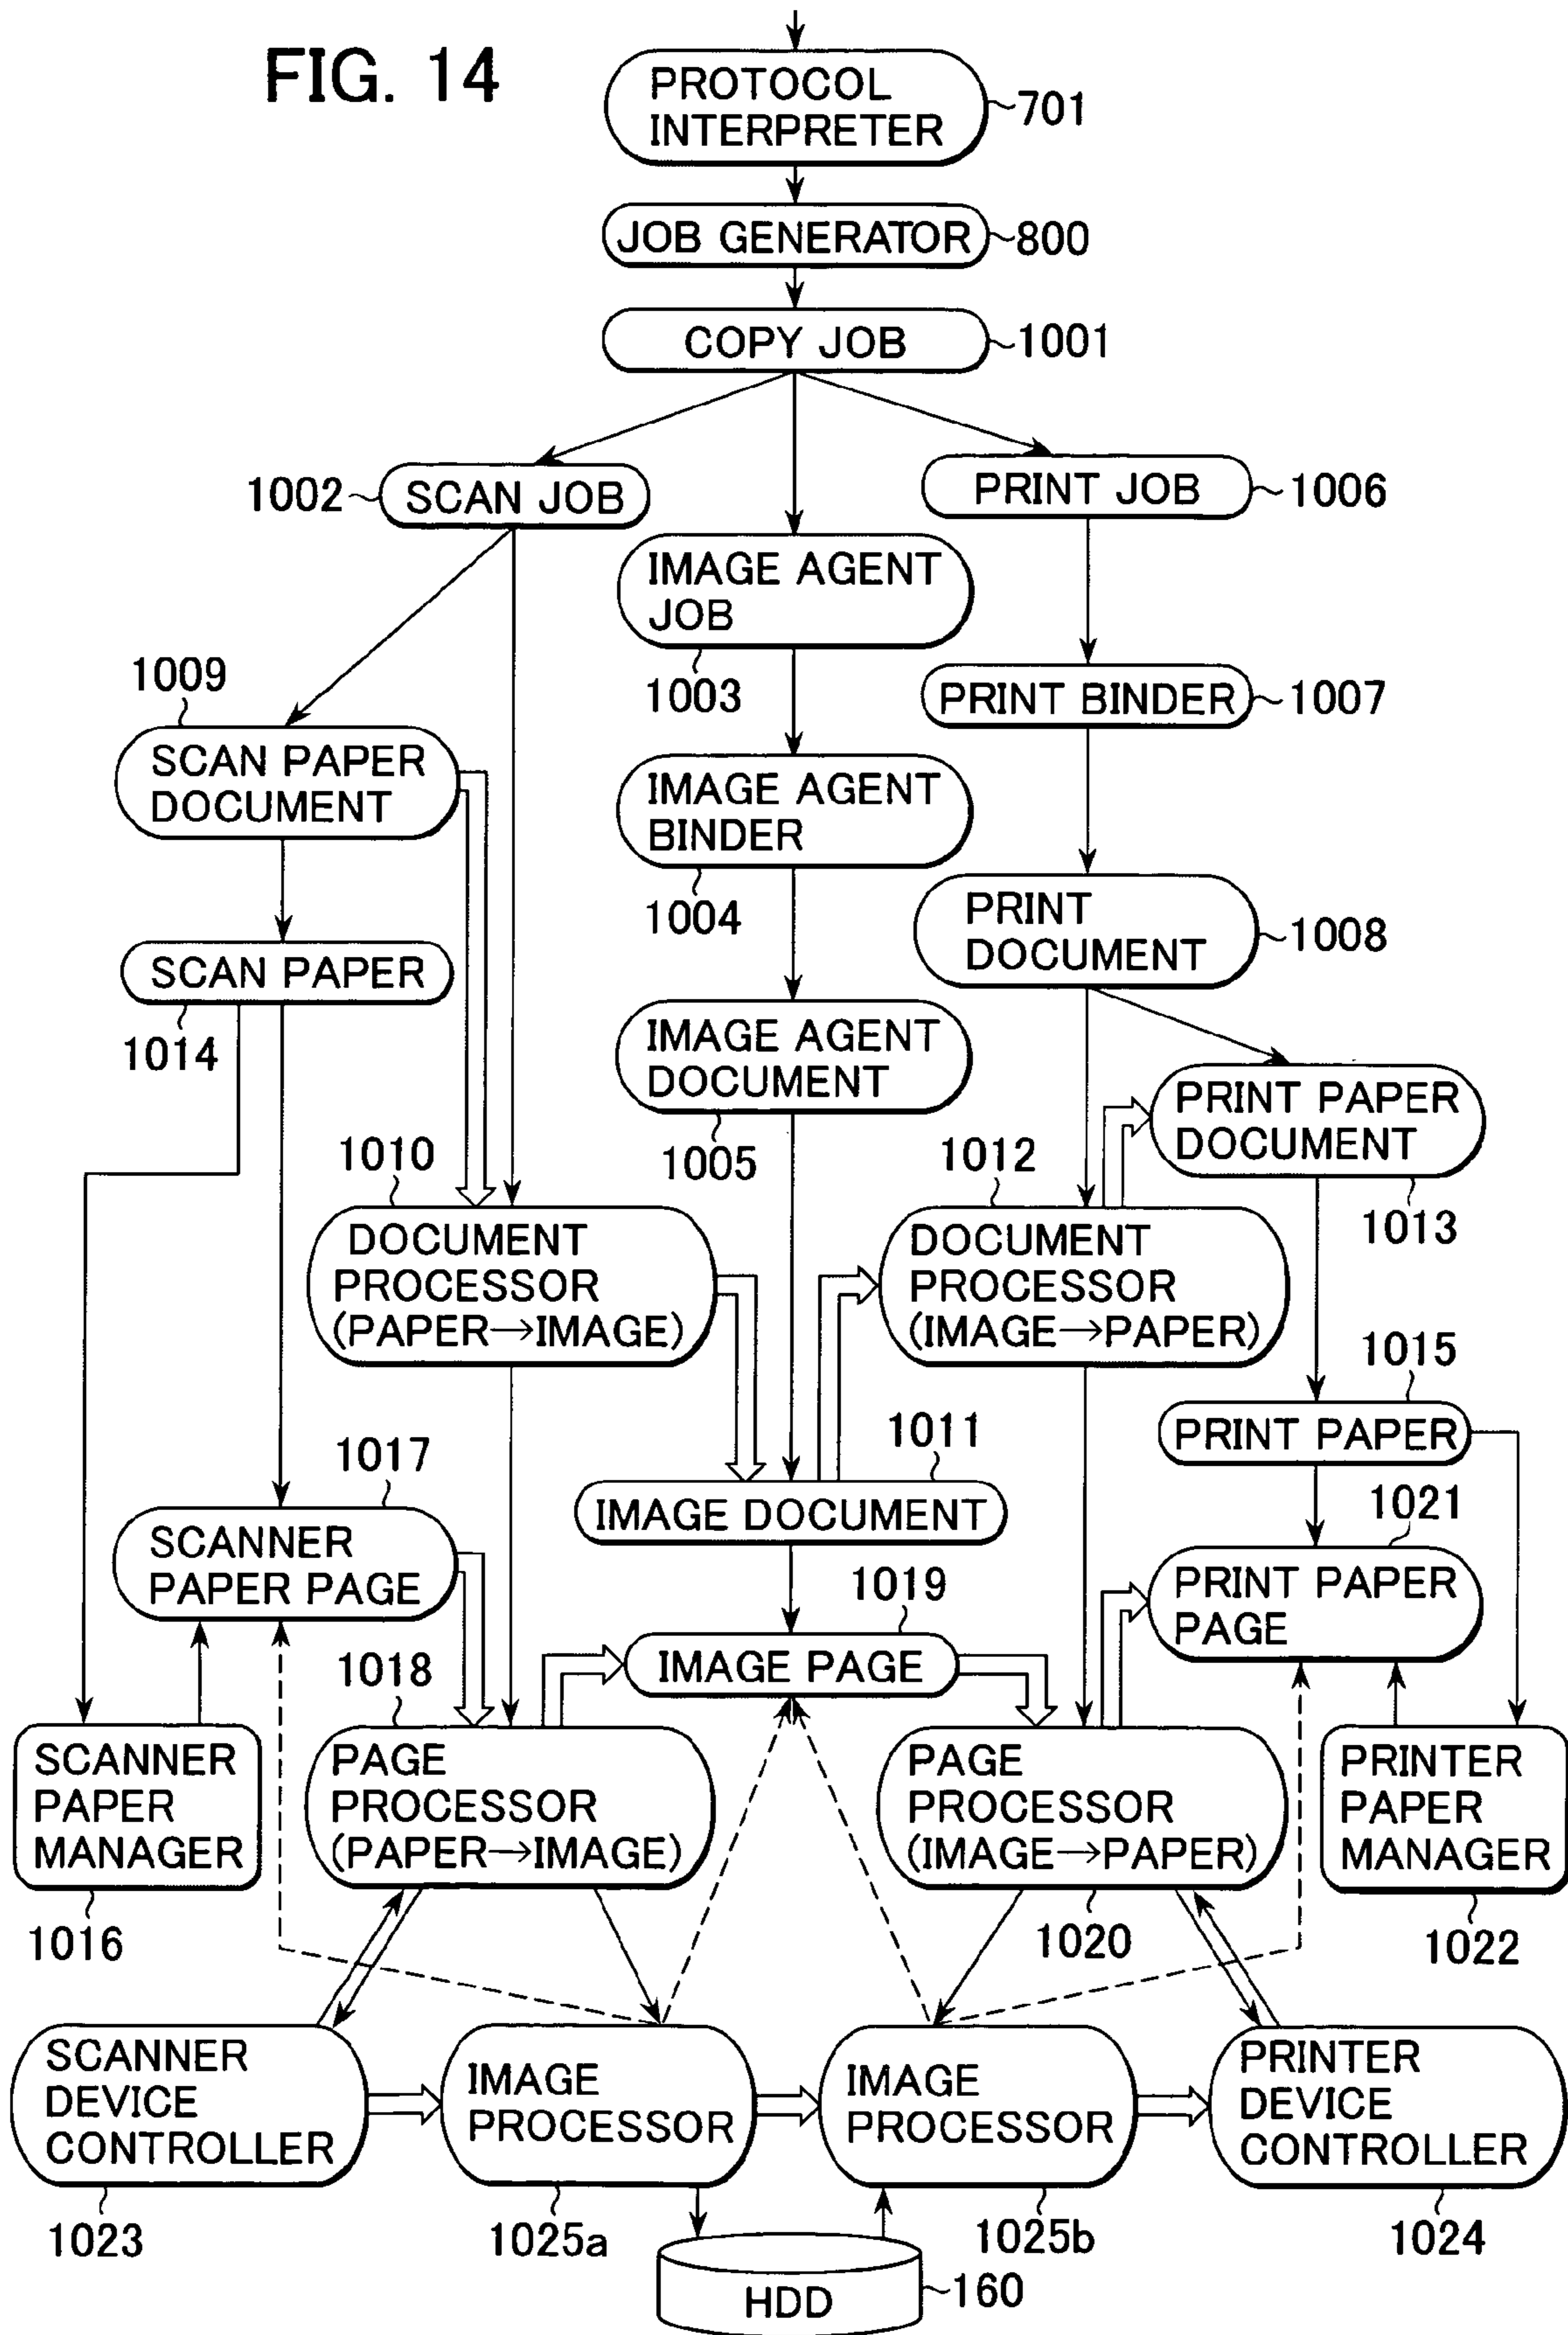 FIG. 14
PROTOCOL
INTERPRETER
701
JOB GENERATOR
800
COPY JOB
1001
1002
SCAN JOB
PRINT JOB
1006
IMAGE AGENT
JOB
1003
1009
PRINT BINDER
1007
SCAN PAPER
DOCUMENT
IMAGE AGENT
BINDER
1004
PRINT
DOCUMENT
1008
SCAN PAPER
1014
IMAGE AGENT
DOCUMENT
1005
PRINT PAPER
DOCUMENT
1013
1010
DOCUMENT
PROCESSOR
(PAPER→IMAGE)
1012
DOCUMENT
PROCESSOR
(IMAGE→PAPER)
1015
PRINT PAPER
1011
IMAGE DOCUMENT
1017
SCANNER
PAPER PAGE
1021
PRINT PAPER
PAGE
1019
IMAGE PAGE
1018
SCANNER
PAPER
MANAGER
1016
PAGE
PROCESSOR
(PAPER→IMAGE)
PAGE
PROCESSOR
(IMAGE→PAPER)
1020
PRINTER
PAPER
MANAGER
1022
SCANNER
DEVICE
CONTROLLER
1023
IMAGE
PROCESSOR
1025a
IMAGE
PROCESSOR
1025b
PRINTER
DEVICE
CONTROLLER
1024
HDD
160